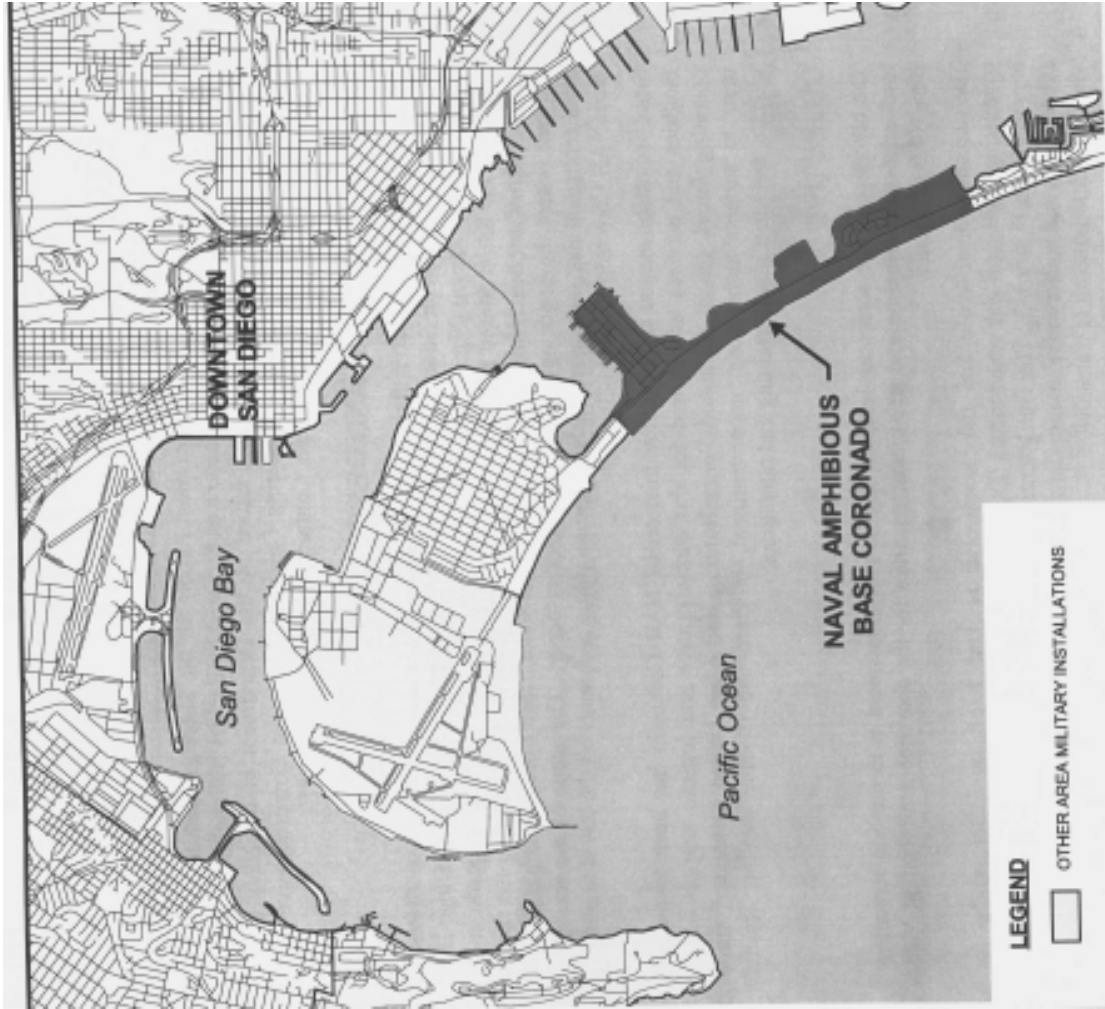 DOWNTOWN
SAN DIEGO
San Diego Bay
NAVAL AMPHIBIOUS
BASE CORONADO
Pacific Ocean
LEGEND
OTHER AREA MILITARY INSTALLATIONS